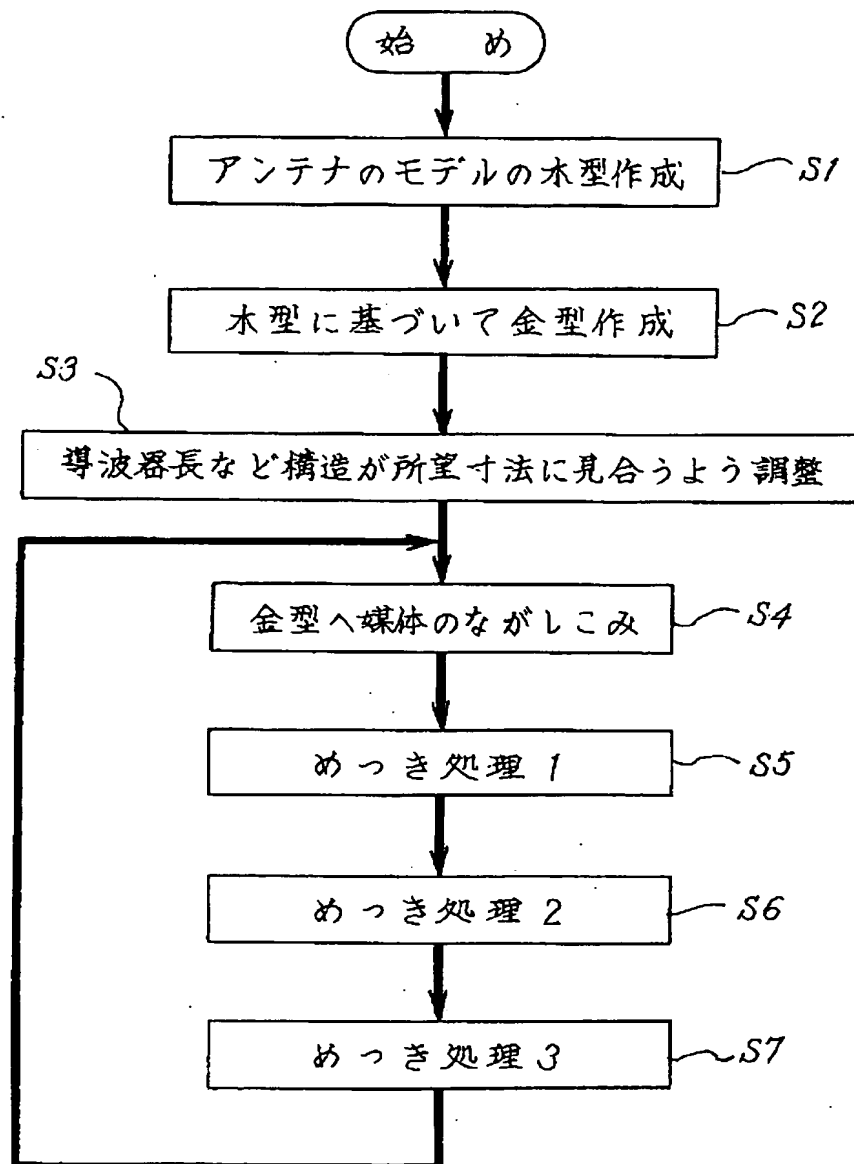 始 め
アンテナのモデルの木型作成
S1
木型に基づいて金型作成
S2
S3
導波器長など構造が所望寸法に見合うよう調整
金型へ媒体のながしこみ
S4
めっき処理1
S5
めっき処理2
S6
めっき処理3
S7